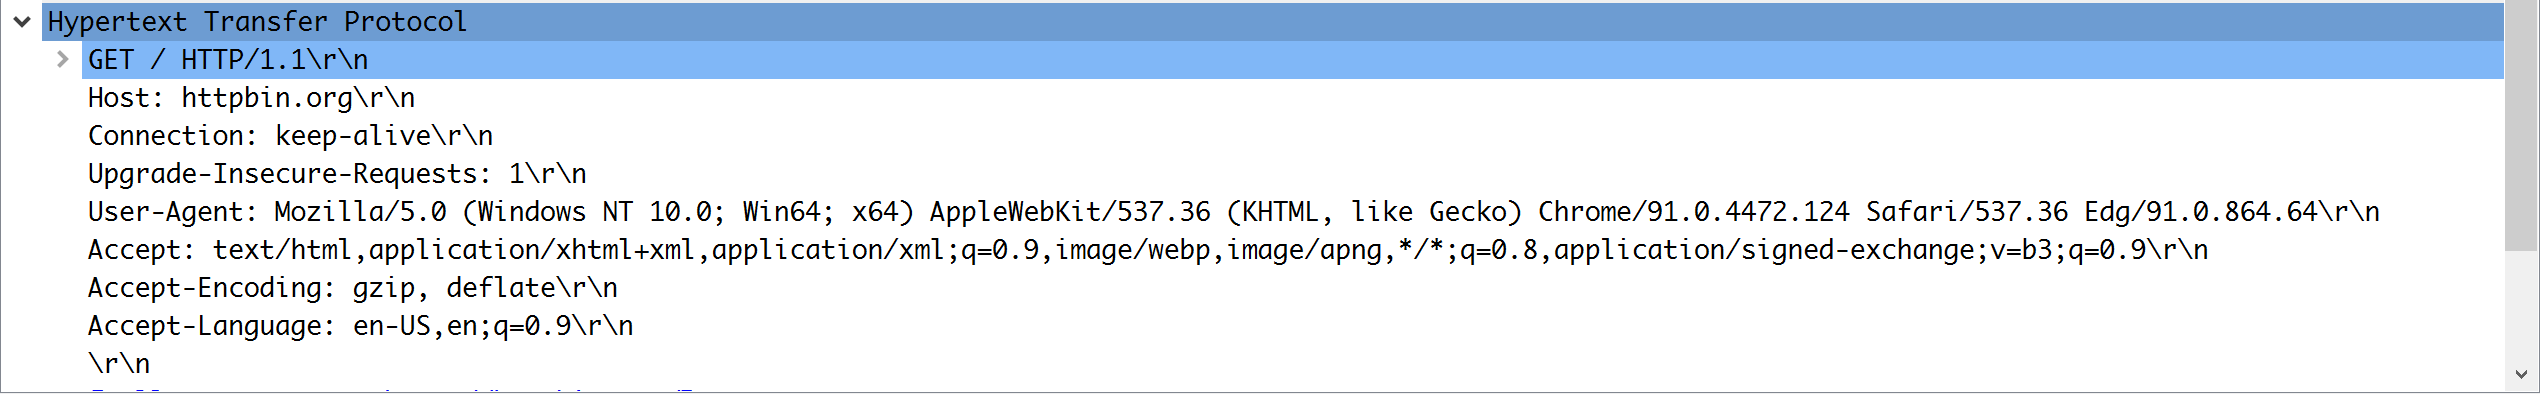 Hypertext Transfer Protocol
GET / HTTP/1.1\r\n
Host: httpbin.org\r\n
Connection: keep-alive\r\n
Upgrade-Insecure-Requests: 1\r\n
User-Agent: Mozilla/5.0 (Windows NT 10.0; Win64; x64) AppleWebKit/537.36 (KHTML, like Gecko) Chrome/91.0.4472.124 Safari/537.36 Edg/91.0.864.64\r\n
Accept: text/html,application/xhtml+xml,application/xml;q=0.9,image/webp,image/apng,*/*;q=0.8,application/signed-exchange;v=b3;q=0.9\r\n
Accept-Encoding: gzip, deflate\r\n
Accept-Language: en-US,en;q=0.9\r\n
\r\n